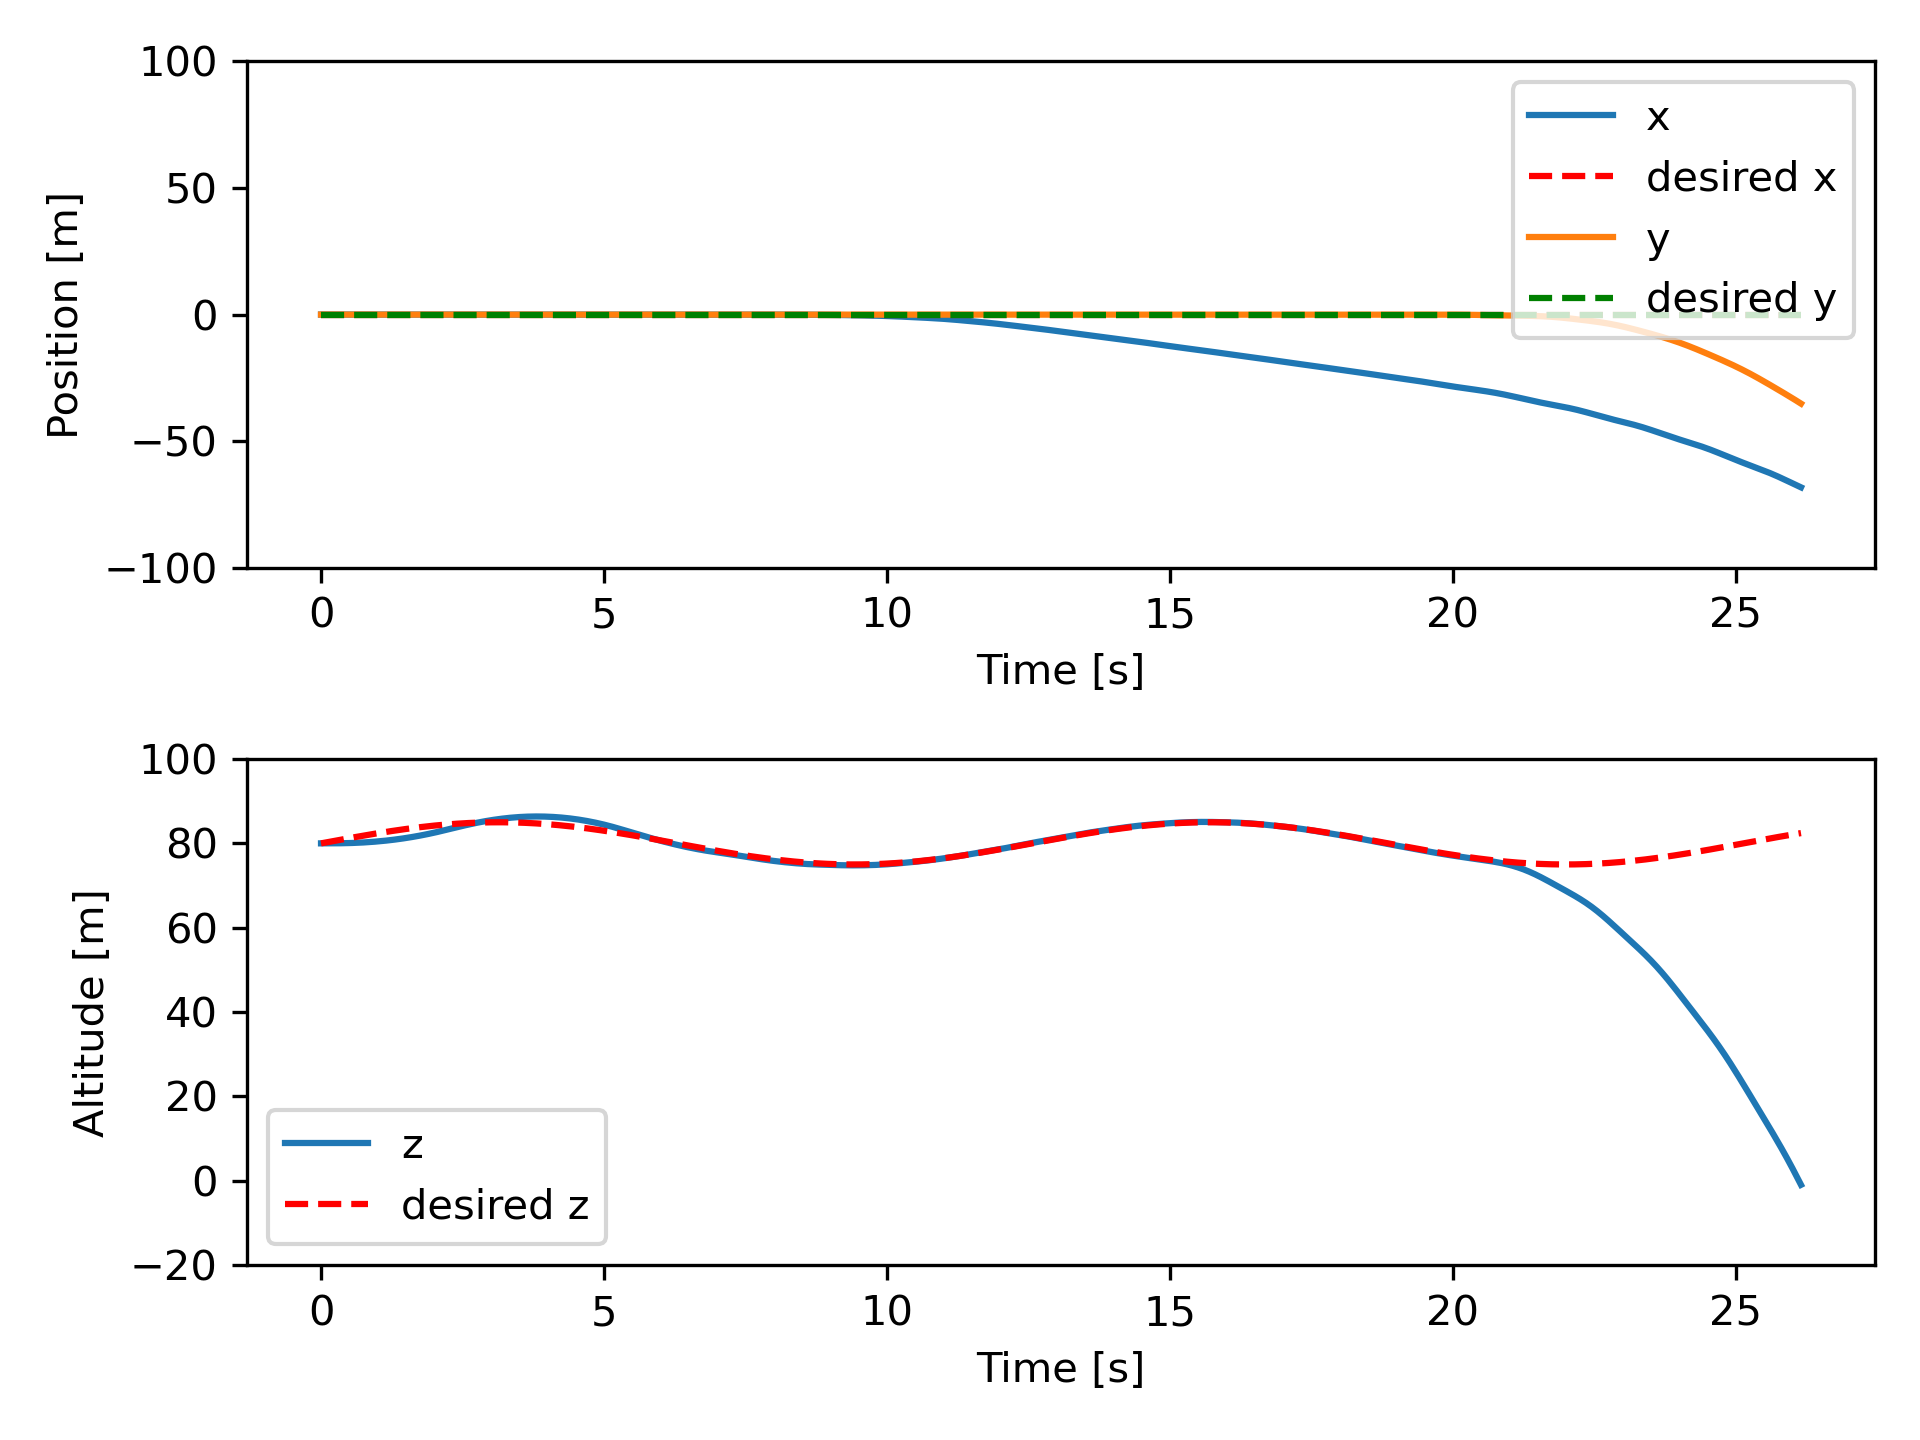 100
50
0
−50
−100
Position [m]
x
desired x
y
desired y
0 5 10 15 20 25
Time [s]
100
80
60
40
20
0
−20
Altitude [m]
z
desired z
0 5 10 15 20 25
Time [s]